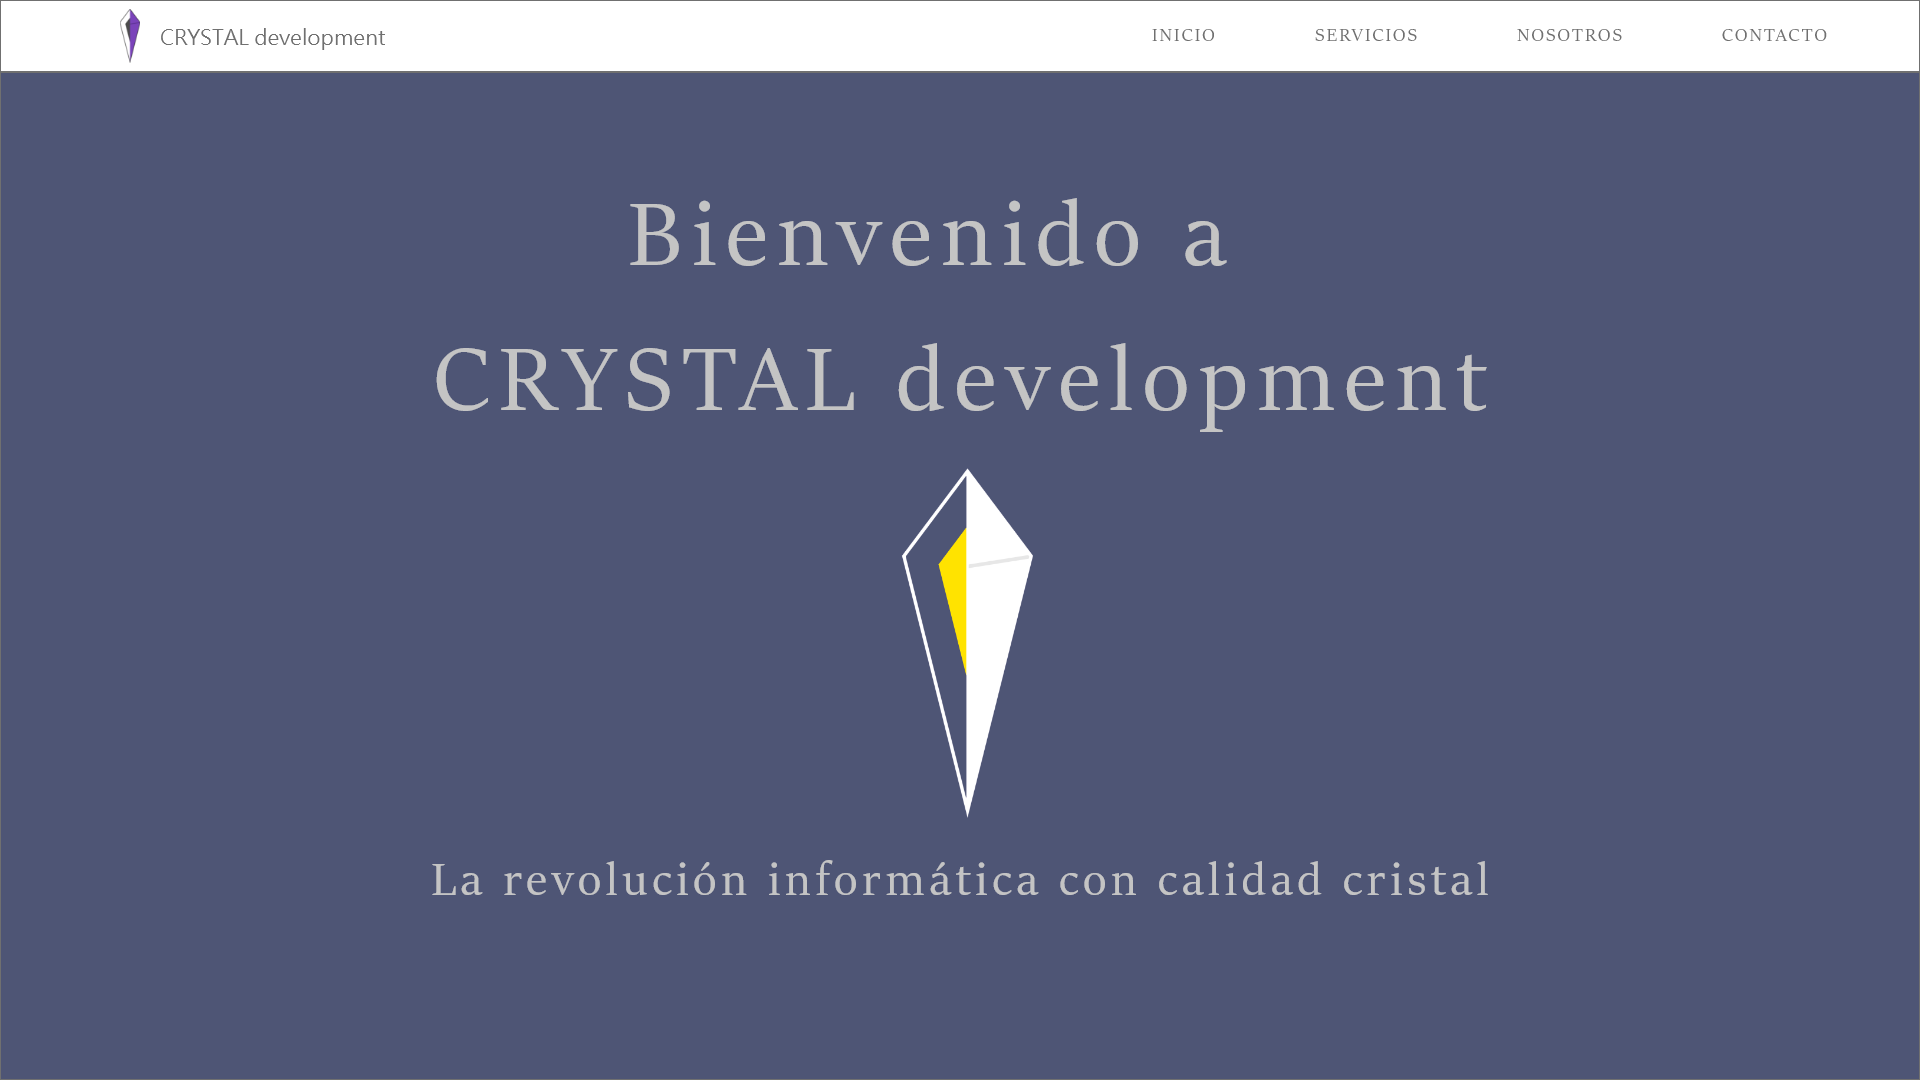 CRYSTAL development
INICIO SERVICIOS NOSOTROS CONTACTO
Bienvenido a
CRYSTAL development
La revolución informática con calidad cristal